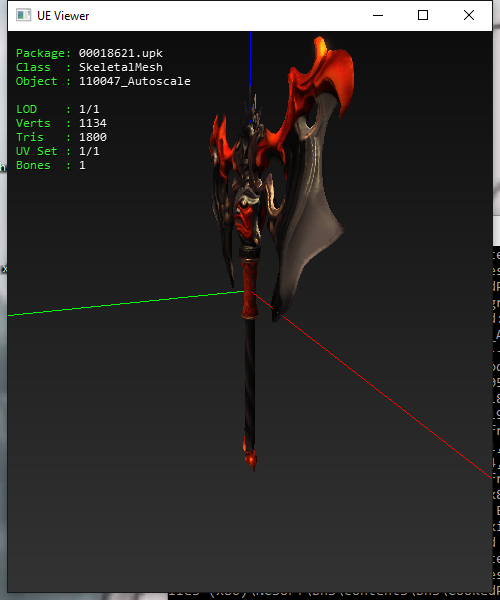 UE Viewer
Package: 00018621.upk
Class : SkeletalMesh
Object : 110047_Autoscale
LOD : 1/1
Verts : 1134
Tris : 1800
UV Set : 1/1
Bones : 1